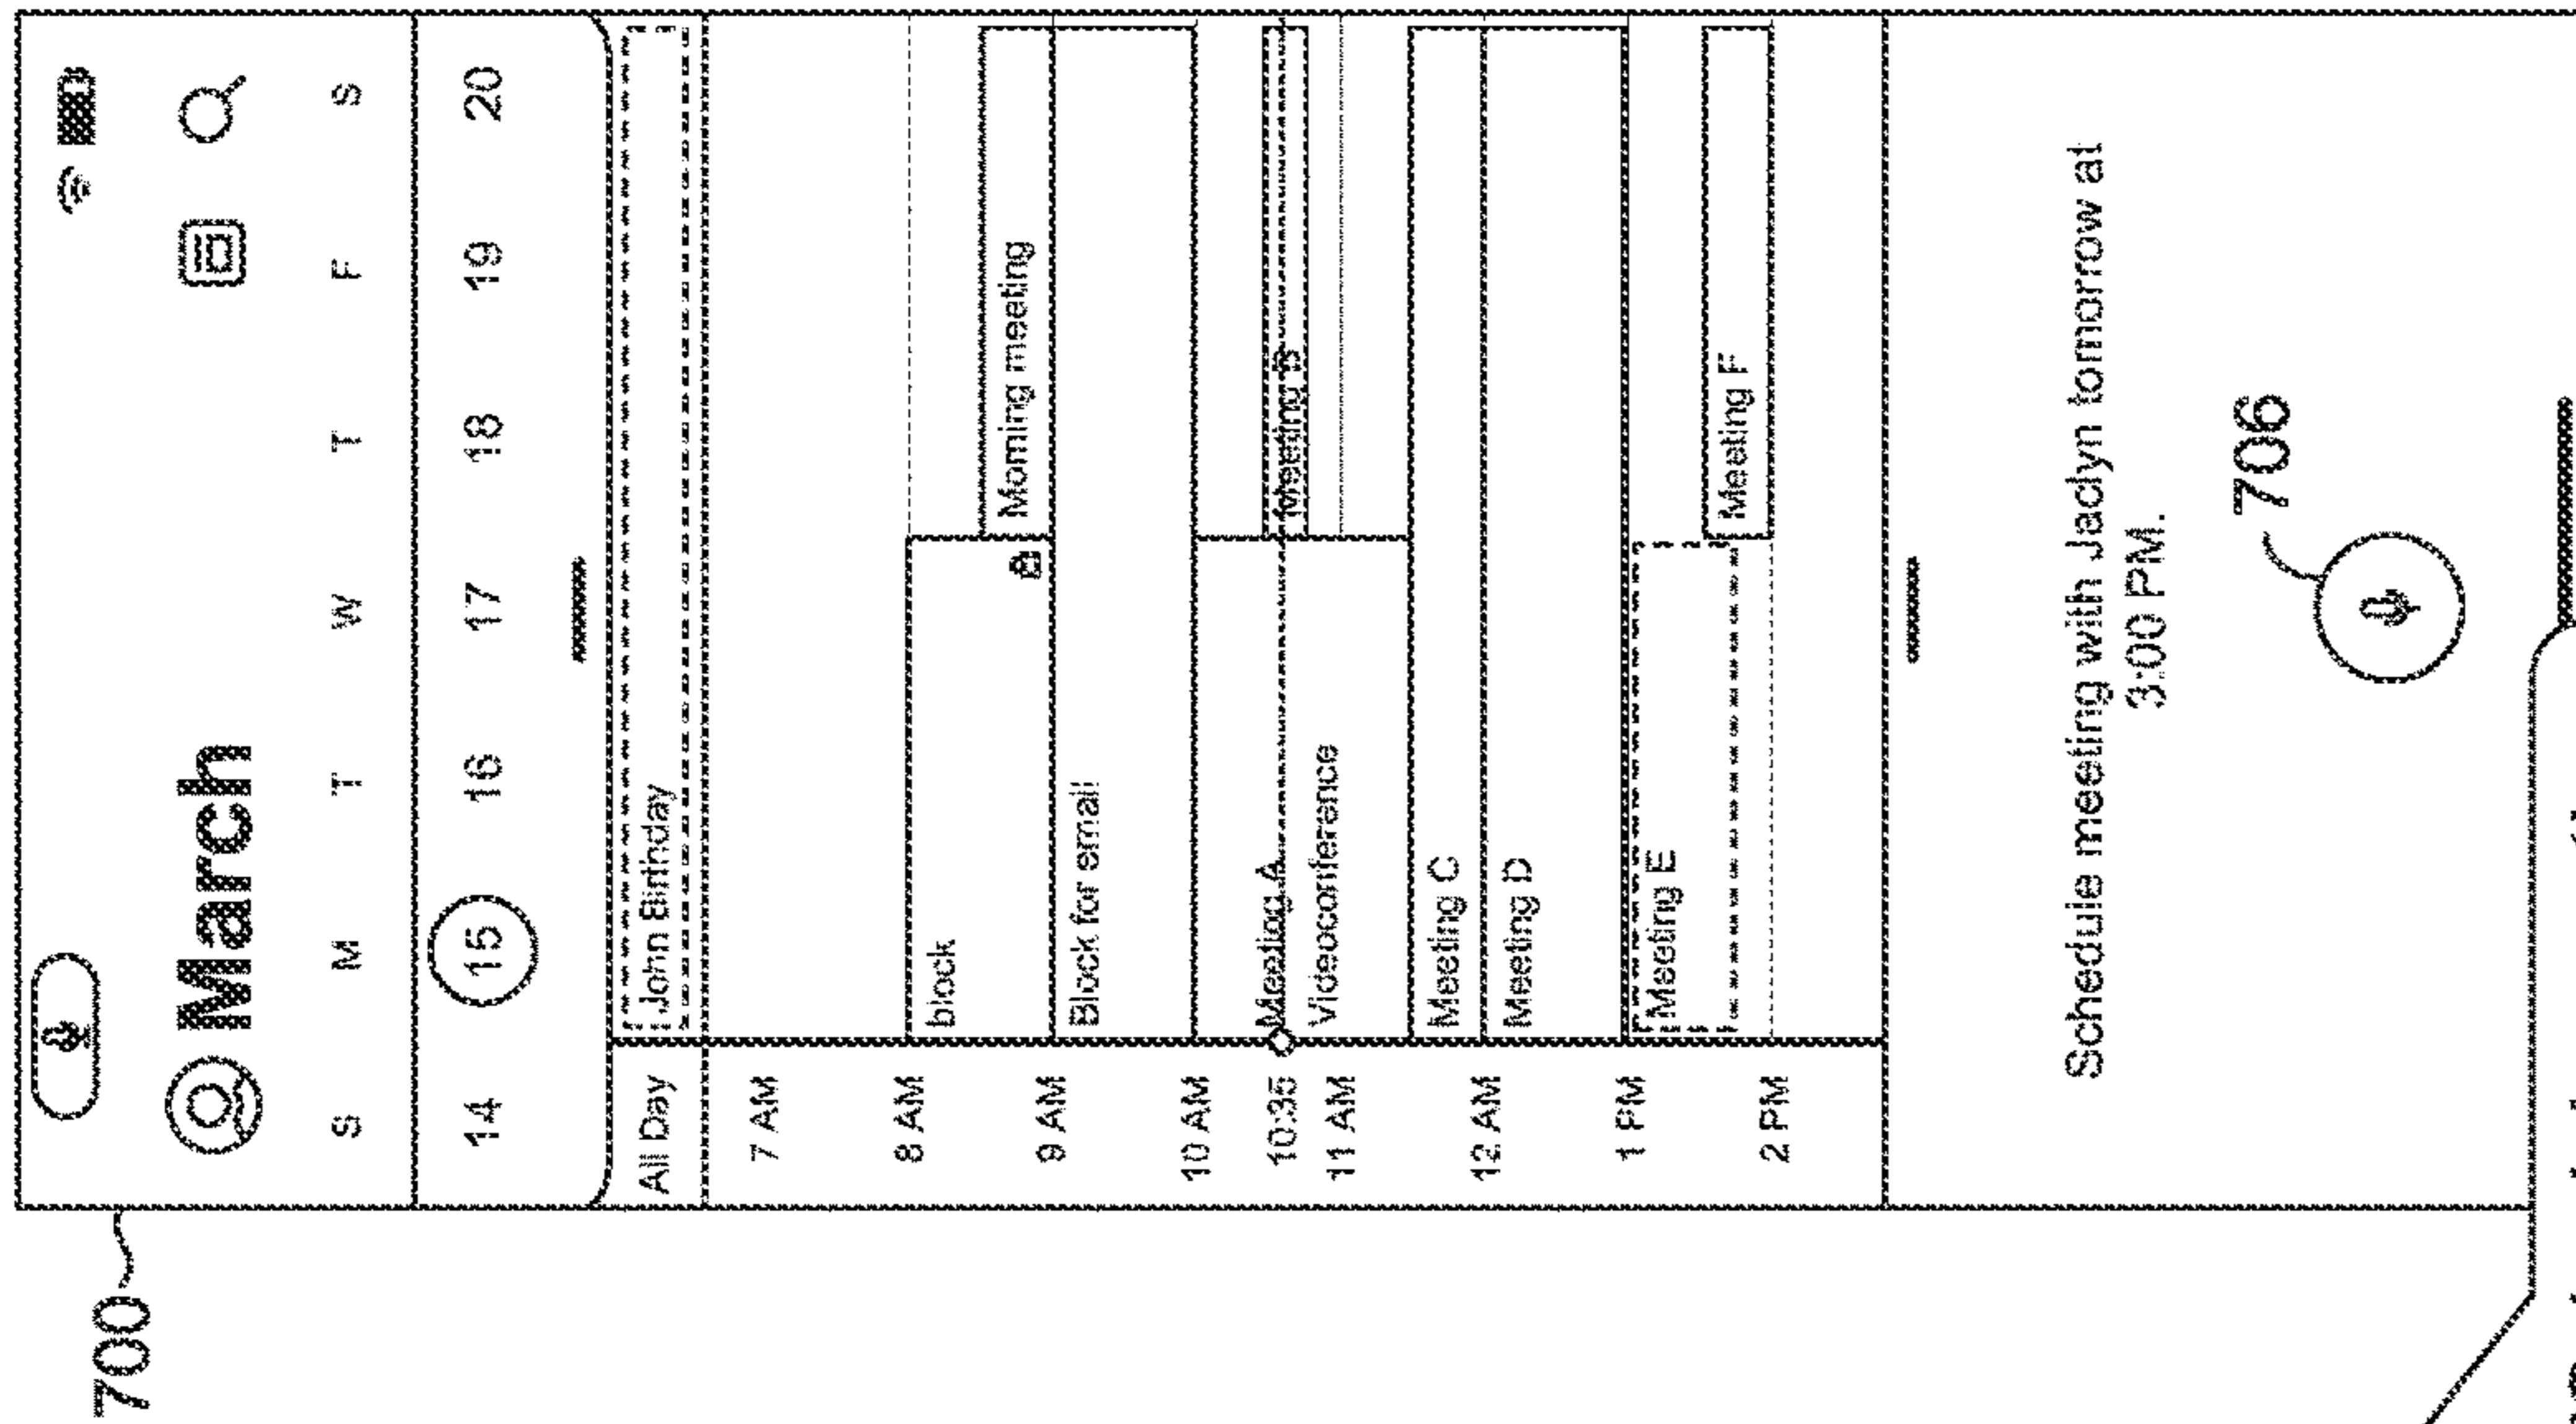 700
March
S M T W T F S
14 15 16 17 18 19 20
All Day
John Birthday
7 AM
8 AM
block
Morning meeting
9 AM
Block for email
10 AM
10:35
Meeting A
Meeting B
Videoconference
11 AM
Meeting C
12 AM
Meeting D
1 PM
Meeting E
Meeting F
2 PM
Schedule meeting with Jaclyn tomorrow at
3:00 PM.
706